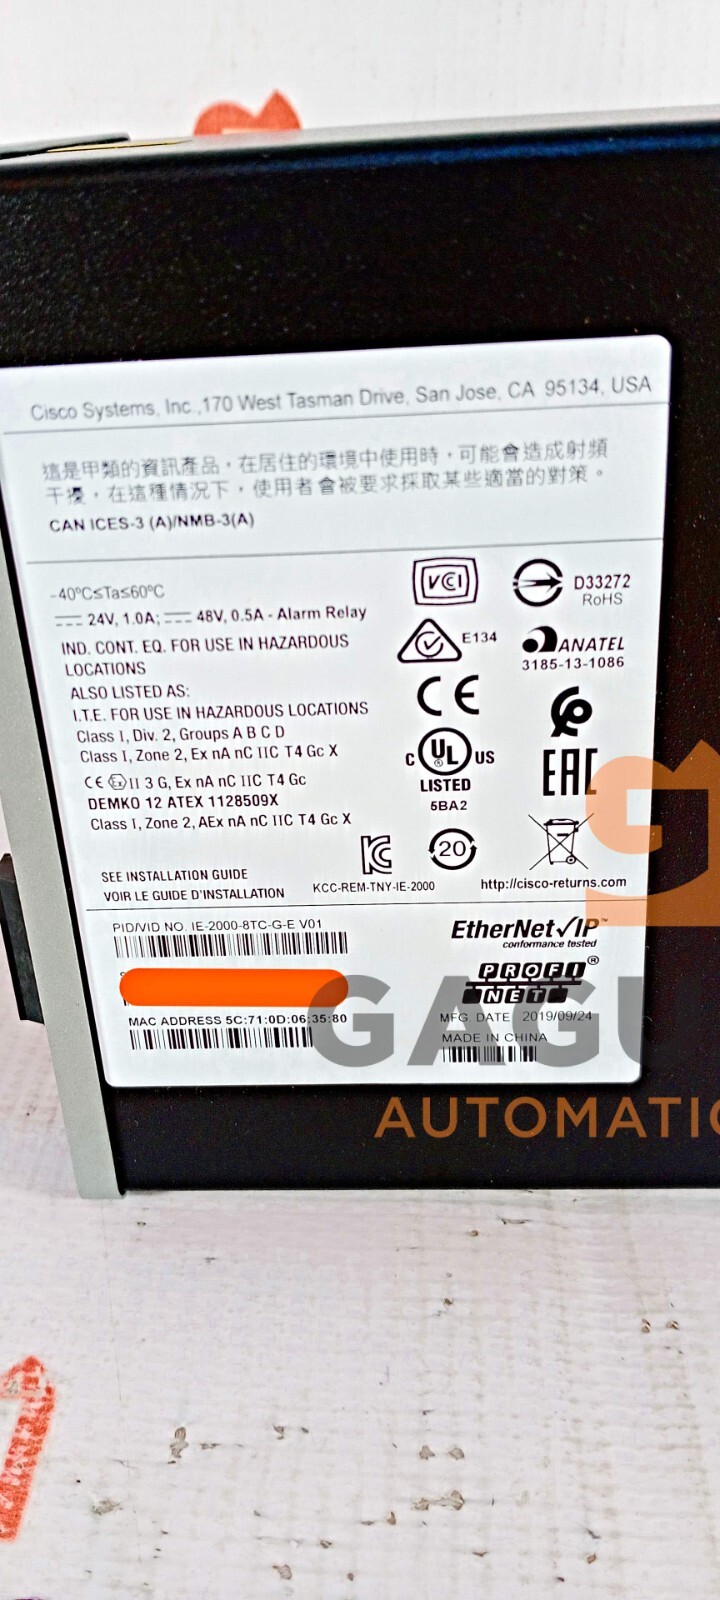 Cisco Systems, Inc.,170 West Tasman Drive, San Jose, CA 95134, USA
這是甲類的資訊產品，在居住的環境中使用時，可能會造成射頻
干擾，在這種情況下，使用者會被要求採取某些適當的對策。
CAN ICES-3 (A)/NMB-3(A)
-40°C≤Ta≤60°C
24V, 1.0A; 48V, 0.5A - Alarm Relay
IND. CONT. EQ. FOR USE IN HAZARDOUS
LOCATIONS
ALSO LISTED AS:
I.T.E. FOR USE IN HAZARDOUS LOCATIONS
Class I, Div. 2, Groups A B C D
Class I, Zone 2, Ex nA nC IIC T4 Gc X
CE Ex II 3 G, Ex nA nC IIC T4 Gc
DEMKO 12 ATEX 1128509X
Class I, Zone 2, AEx nA nC IIC T4 Gc X
SEE INSTALLATION GUIDE
VOIR LE GUIDE D'INSTALLATION
VCI
D33272
RoHS
E134
ANATEL
3185-13-1086
CE
C UL US
®
LISTED
5BA2
EAC
20
KCC-REM-TNY-IE-2000
http://cisco-returns.com
PID/VID NO. IE-2000-8TC-G-E V01
MAC ADDRESS 5C:71:0D:06:35:80
EtherNet/IP™
conformance tested
PROFI®
NET
MFG. DATE 2019/09/24
MADE IN CHINA
GAGU
AUTOMATIC